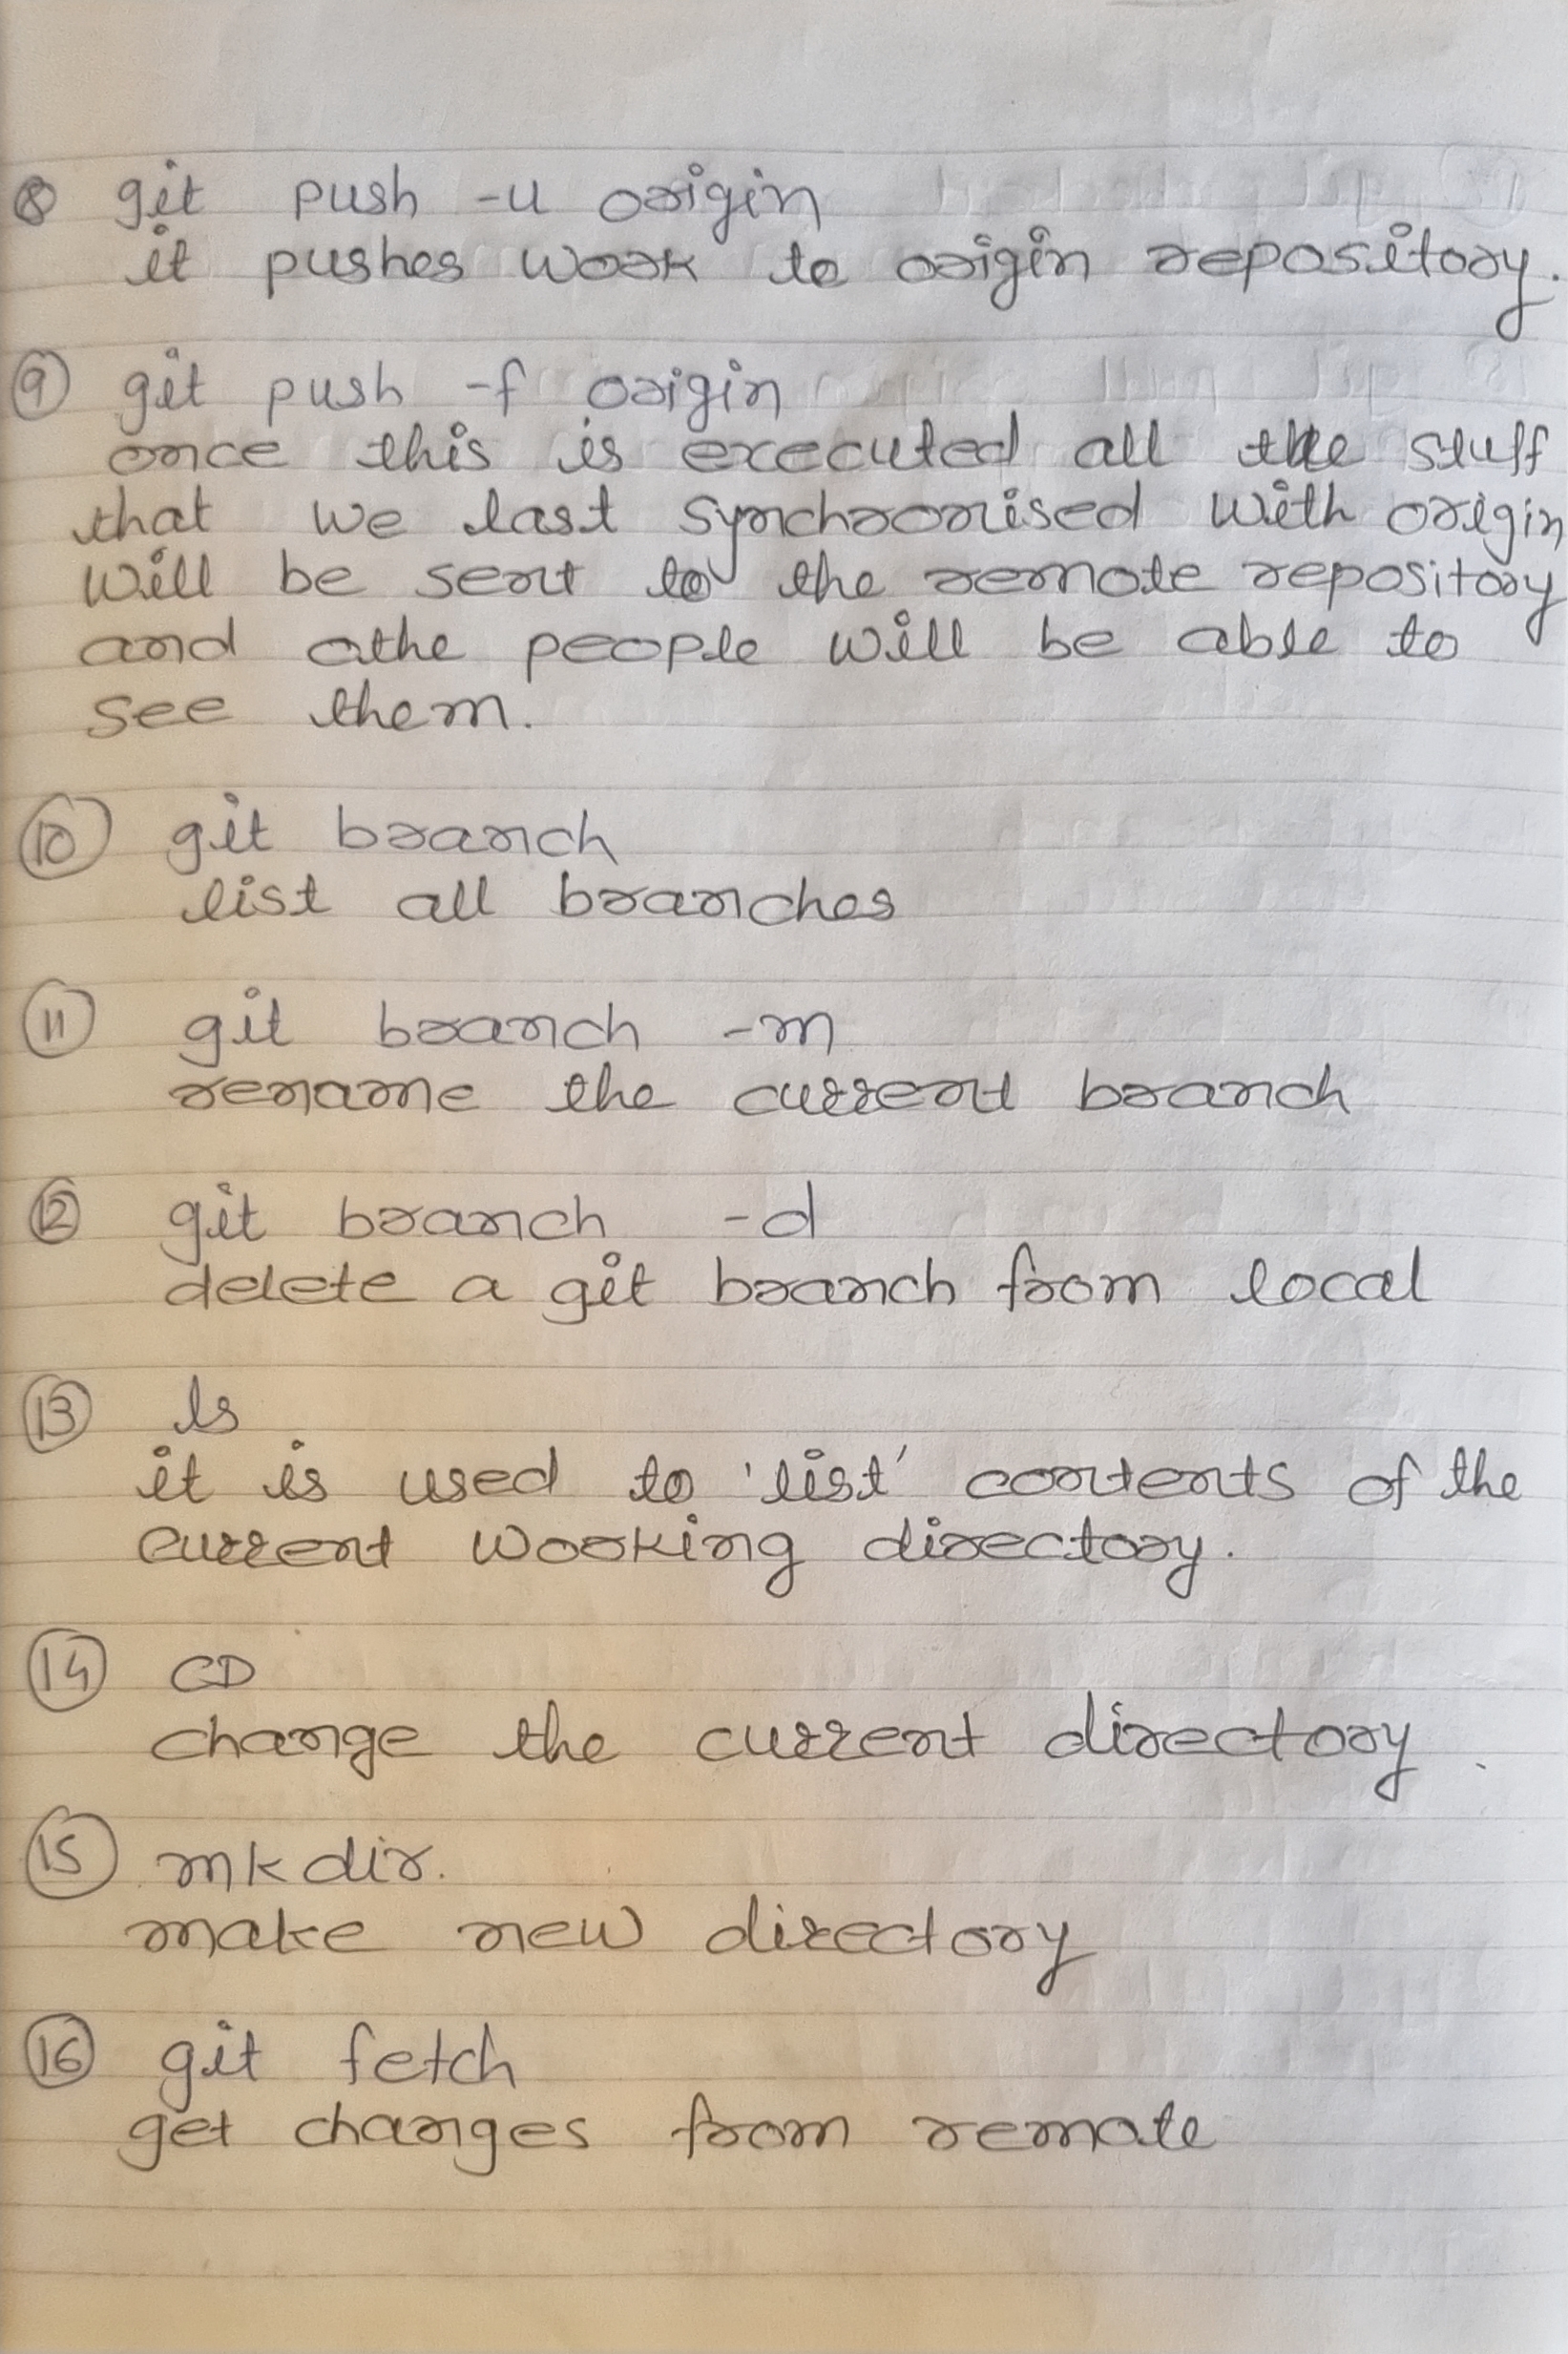 ⑧ git push -u origin
it pushes work to origin repository.
⑨ git push -f origin
once this is executed all the stuff
that we last synchronised with origin
will be sent to the remote repository
and othe people will be able to
see them.
⑩ git branch
list all branches
⑪ git branch -m
rename the current branch
⑫ git branch -d
delete a git branch from local
⑬ ls
it is used to 'list' contents of the
current working directory.
⑭ CD
change the current directory.
⑮ mkdir.
make new directory
⑯ git fetch
get changes from remote